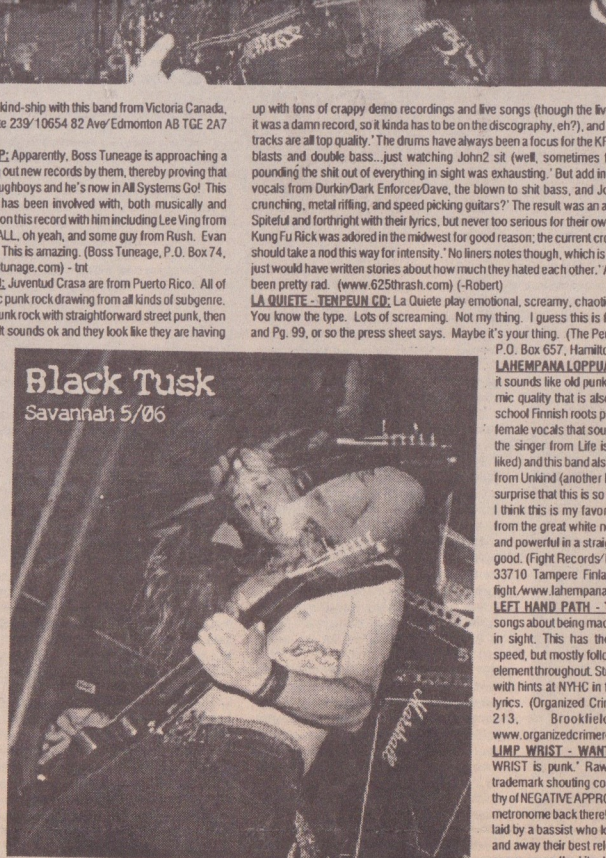 kind-ship with this band from Victoria Canada,
e 239/10654 82 Ave/Edmonton AB TGE 2A7
P: Apparently, Boss Tuneage is approaching a
out new records by them, thereby proving that
ughboys and he's now in All Systems Go! This
has been involved with, both musically and
on this record with him including Lee Ving from
ALL, oh yeah, and some guy from Rush. Evan
This is amazing. (Boss Tuneage, P.O. Box 74,
tunage.com) - tnt
: Juventud Crasa are from Puerto Rico. All of
c punk rock drawing from all kinds of subgenre.
unk rock with straightforward street punk, then
lt sounds ok and they look like they are having
up with tons of crappy demo recordings and live songs (though the liv
it was a damn record, so it kinda has to be on the discography, eh?), and
tracks are all top quality.' The drums have always been a focus for the KF
blasts and double bass...just watching John2 sit (well, sometimes
pounding the shit out of everything in sight was exhausting.' But add in
vocals from Durkin/Dark Enforcer/Dave, the blown to shit bass, and Jo
crunching, metal riffing, and speed picking guitars?' The result was an a
Spiteful and forthright with their lyrics, but never too serious for their ow
Kung Fu Rick was adored in the midwest for good reason; the current cr
should take a nod this way for intensity.' No liners notes though, which is
just would have written stories about how much they hated each other.'
been pretty rad. (www.625thrash.com) (-Robert)
LA QUIETE - TENPEUN CD: La Quiete play emotional, screamy, chaoti
You know the type. Lots of screaming. Not my thing. I guess this is f
and Pg. 99, or so the press sheet says. Maybe it's your thing. (The Pe
P.O. Box 657, Hamilto
LAHEMPANA LOPPUA
it sounds like old punk
mic quality that is als
school Finnish roots p
female vocals that sou
the singer from Life is
liked) and this band als
from Unkind (another
surprise that this is so
I think this is my favor
from the great white n
and powerful in a strai
good. (Fight Records/
33710 Tampere Finla
fight/www.lahempana
LEFT HAND PATH - 
songs about being mad
in sight. This has the
speed, but mostly follo
element throughout. St
with hints at NYHC in
lyrics. (Organized Crin
213, Brookfiel
www.organizedcrimer
LIMP WRIST - WANT
WRIST is punk.' Raw
trademark shouting co
thy of NEGATIVE APPRO
metronome back there!
laid by a bassist who k
and away their best rel
Black Tusk
Savannah 5/06
Marshall